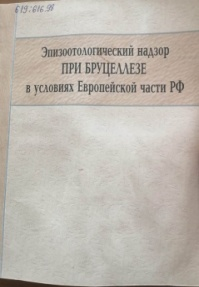 619:616.98
Эпизоотологический надзор
ПРИ БРУЦЕЛЛЕЗЕ
в условиях Европейской части РФ